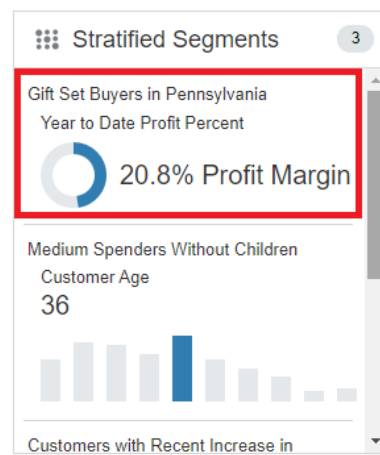 Stratified Segments 3
Gift Set Buyers in Pennsylvania
Year to Date Profit Percent
20.8% Profit Margin
Medium Spenders Without Children
Customer Age
36
Customers with Recent Increase in